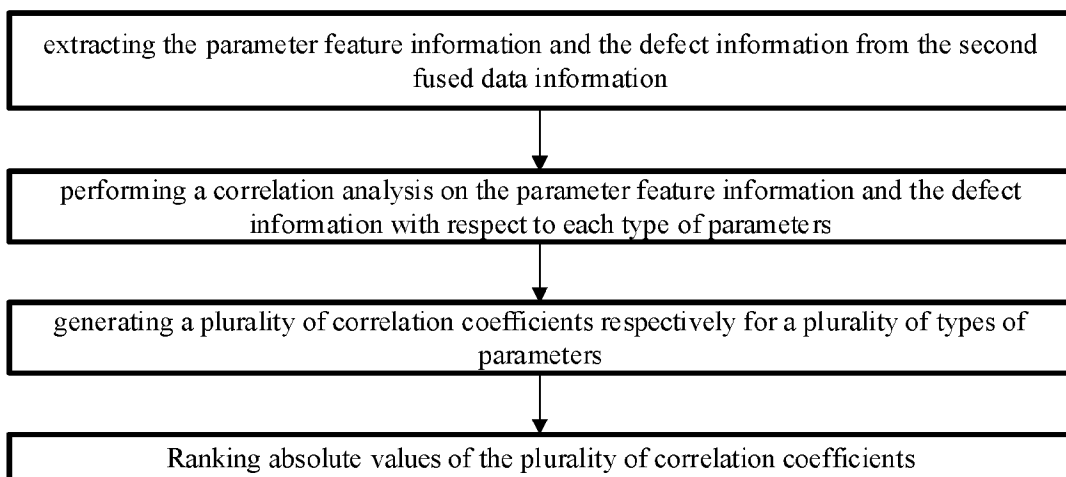 extracting the parameter feature information and the defect information from the second
fused data information
performing a correlation analysis on the parameter feature information and the defect
information with respect to each type of parameters
generating a plurality of correlation coefficients respectively for a plurality of types of
parameters
Ranking absolute values of the plurality of correlation coefficients